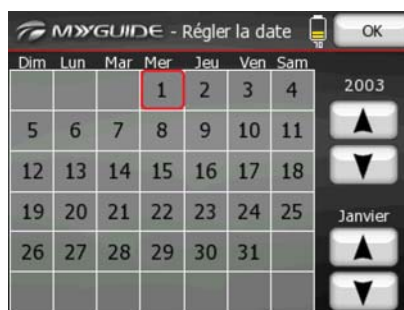 MYGUIDE - Régler la date
OK
Dim Lun Mar Mer Jeu Ven Sam
1 2 3 4
2003
5 6 7 8 9 10 11
12 13 14 15 16 17 18
19 20 21 22 23 24 25
Janvier
26 27 28 29 30 31